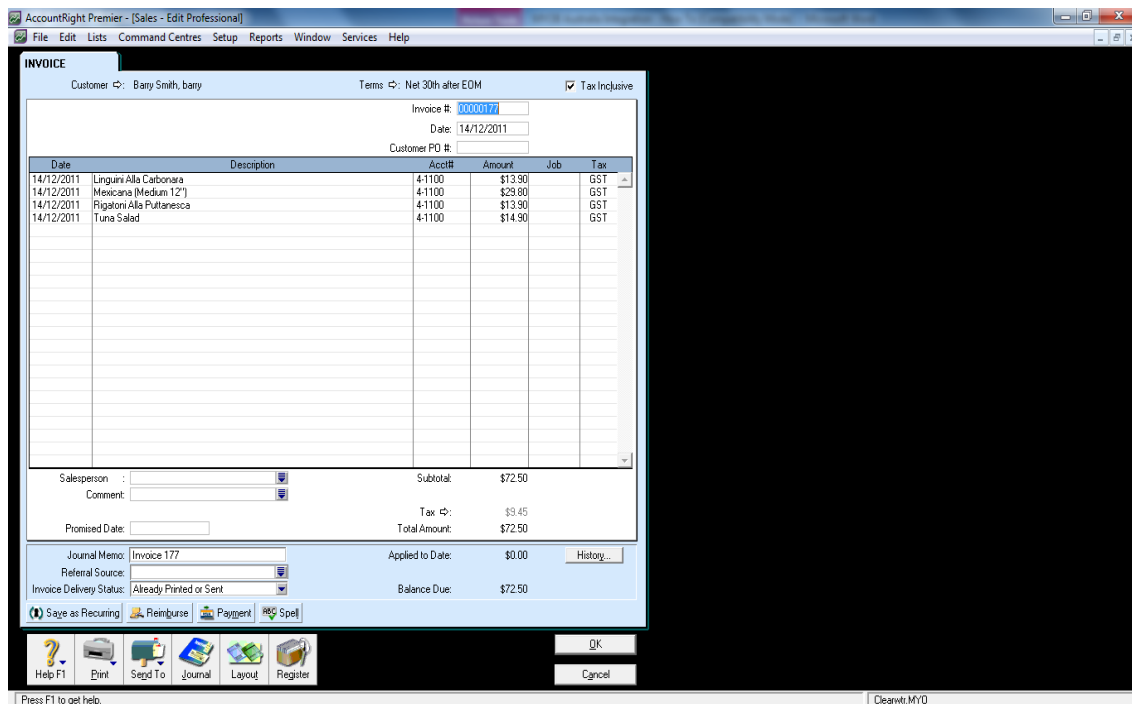 AccountRight Premier - [Sales - Edit Professional]
File Edit Lists Command Centres Setup Reports Window Services Help
INVOICE
Customer ⇨: Barry Smith, barry Terms ⇨: Net 30th after EOM Tax Inclusive
Invoice #: 00000177
Date: 14/12/2011
Customer PO #:
Date Description Acct# Amount Job Tax
14/12/2011 Linguini Alla Carbonara 4-1100 $13.90 GST
14/12/2011 Mexicana (Medium 12") 4-1100 $29.80 GST
14/12/2011 Rigatoni Alla Puttanesca 4-1100 $13.90 GST
14/12/2011 Tuna Salad 4-1100 $14.90 GST
Salesperson : Subtotal: $72.50
Comment:
Tax ⇨: $9.45
Promised Date: Total Amount: $72.50
Journal Memo: Invoice 177 Applied to Date: $0.00 History...
Referral Source:
Invoice Delivery Status: Already Printed or Sent Balance Due: $72.50
Save as Recurring Reimburse Payment ABC Spell
OK
Help F1 Print Send To Journal Layout Register Cancel
Press F1 to get help. Clearwtr.MYO